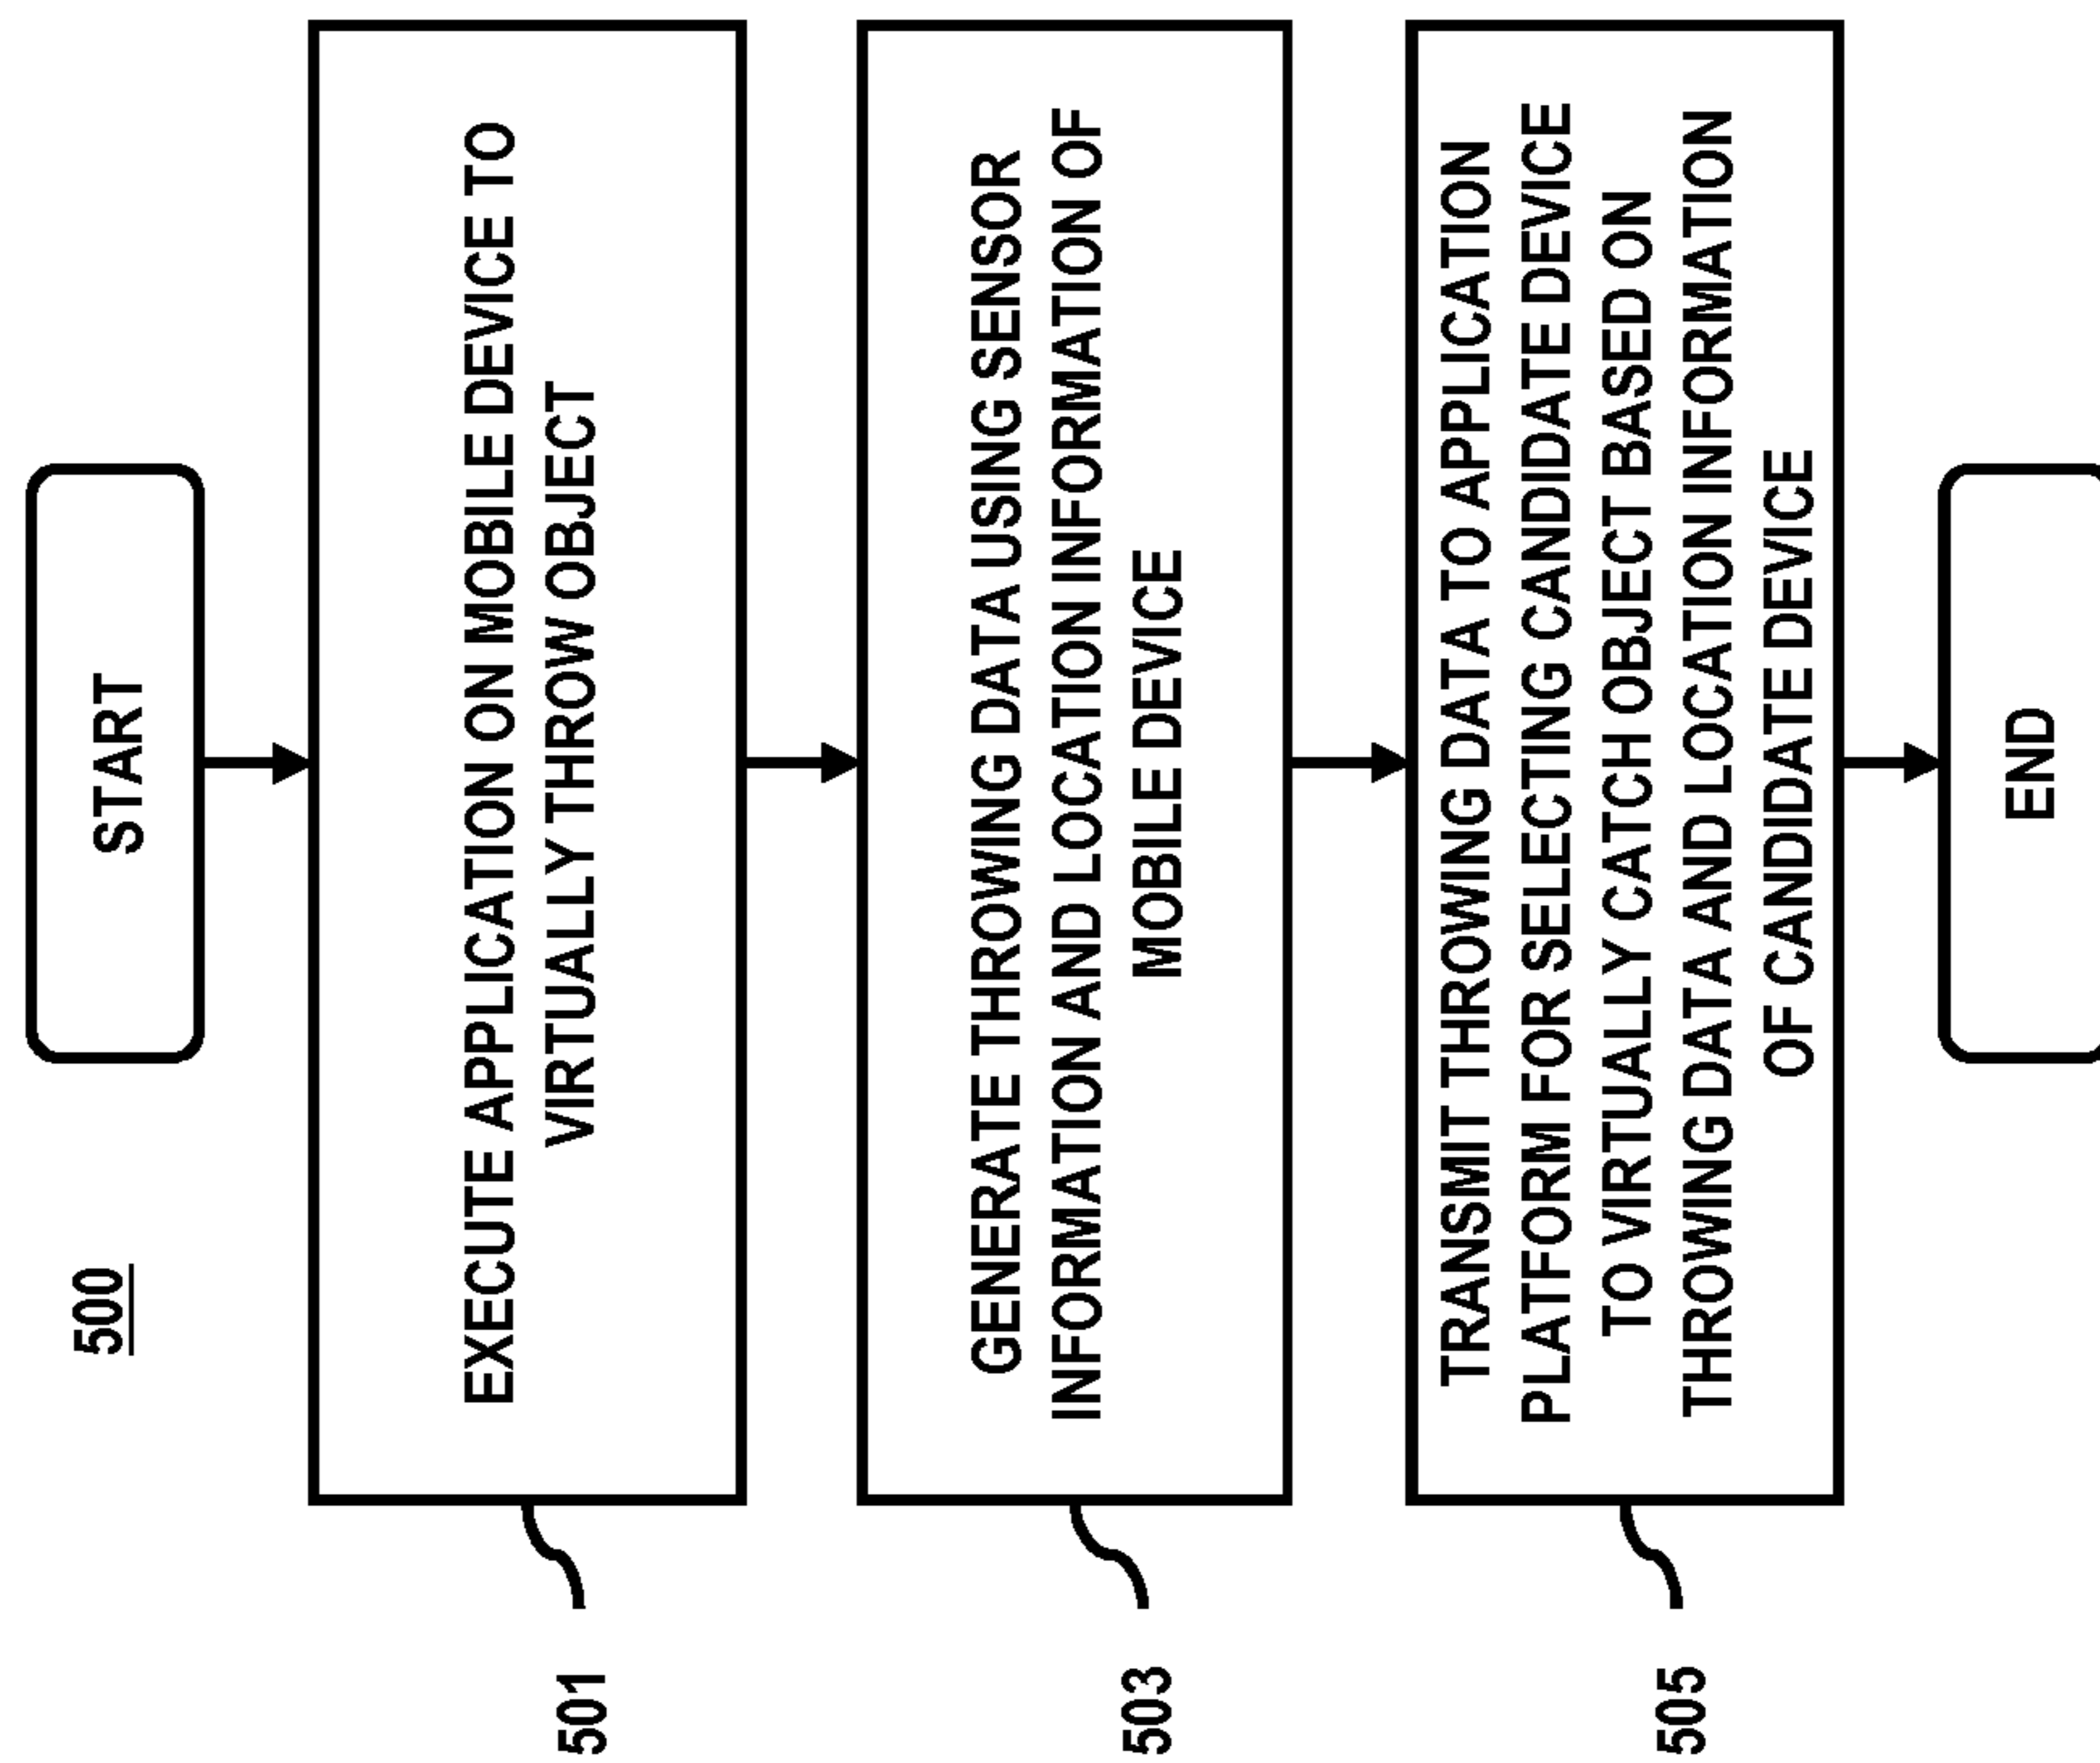 500
START
501
EXECUTE APPLICATION ON MOBILE DEVICE TO
VIRTUALLY THROW OBJECT
503
GENERATE THROWING DATA USING SENSOR
INFORMATION AND LOCATION INFORMATION OF
MOBILE DEVICE
505
TRANSMIT THROWING DATA TO APPLICATION
PLATFORM FOR SELECTING CANDIDATE DEVICE
TO VIRTUALLY CATCH OBJECT BASED ON
THROWING DATA AND LOCATION INFORMATION
OF CANDIDATE DEVICE
END